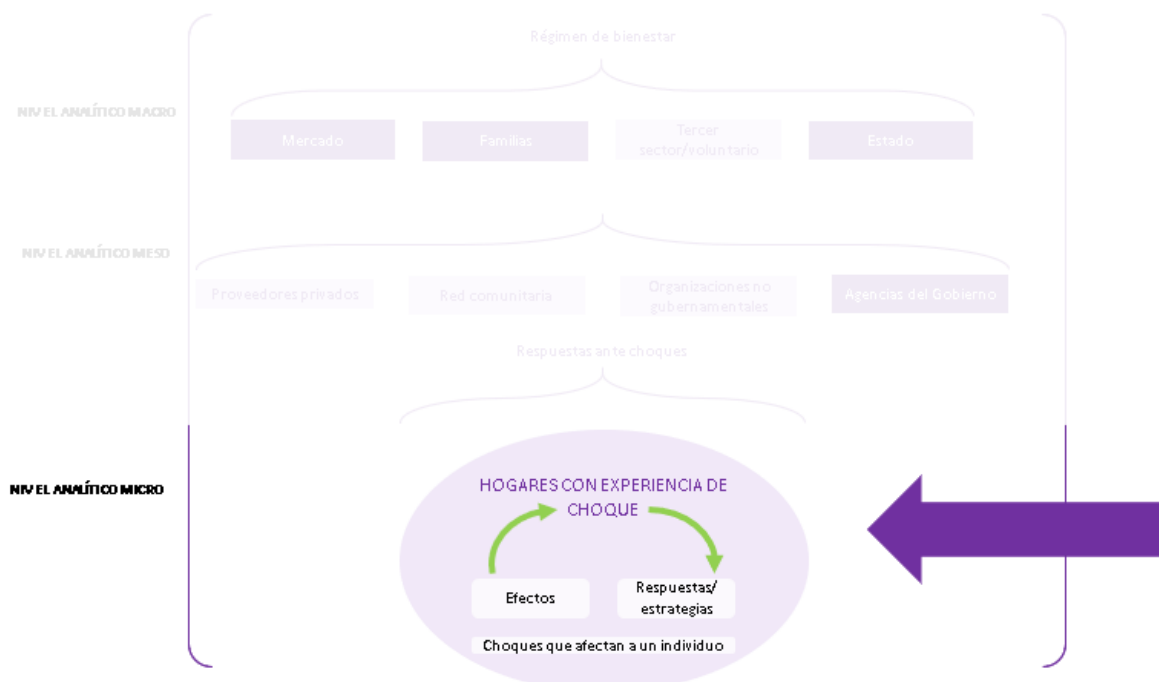 Régimen de bienestar
NIVEL ANALÍTICO MACRO
Mercado
Familias
Tercer
sector/voluntario
Estado
NIVEL ANALÍTICO MESO
Proveedores privados
Red comunitaria
Organizaciones no
gubernamentales
Agencias del Gobierno
Respuestas ante choques
NIVEL ANALÍTICO MICRO
HOGARES CON EXPERIENCIA DE
CHOQUE
Efectos
Respuestas/
estrategias
Choques que afectan a un individuo